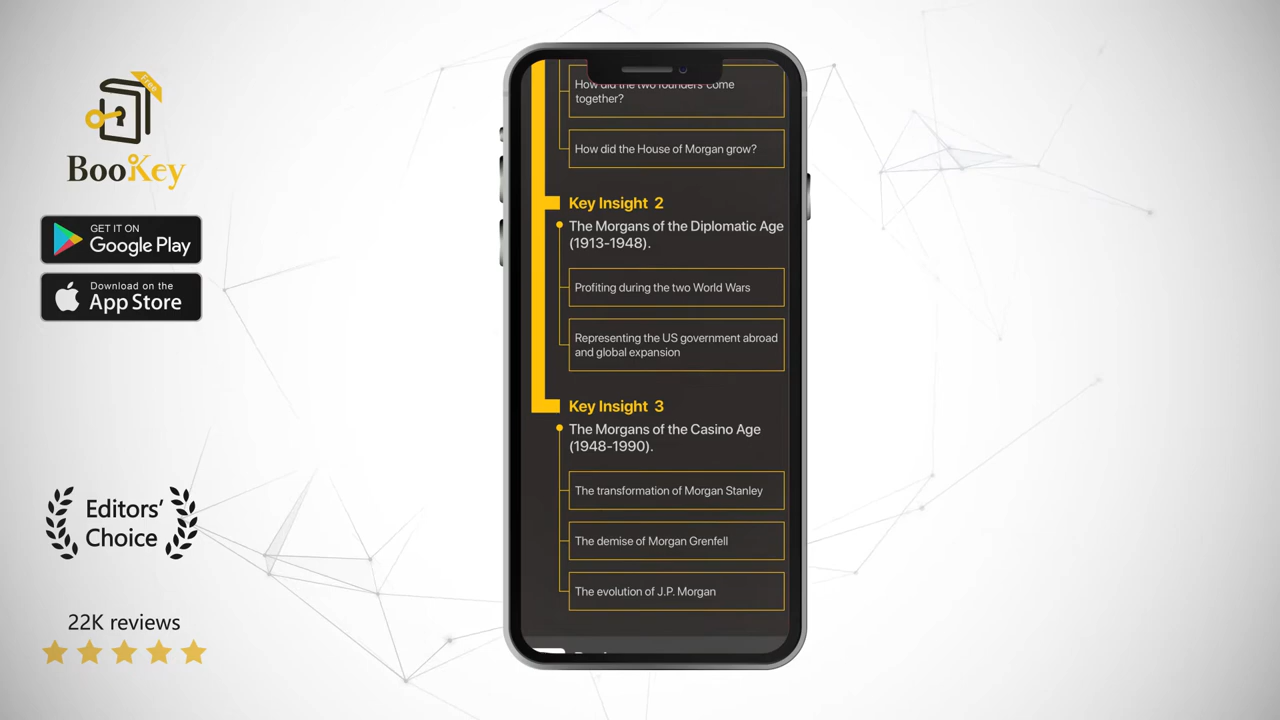 Free
BooKey
GET IT ON
Google Play
Download on the
App Store
Editors'
Choice
22K reviews
How did the two founders come
together?
How did the House of Morgan grow?
Key Insight 2
The Morgans of the Diplomatic Age
(1913-1948).
Profiting during the two World Wars
Representing the US government abroad
and global expansion
Key Insight 3
The Morgans of the Casino Age
(1948-1990).
The transformation of Morgan Stanley
The demise of Morgan Grenfell
The evolution of J.P. Morgan